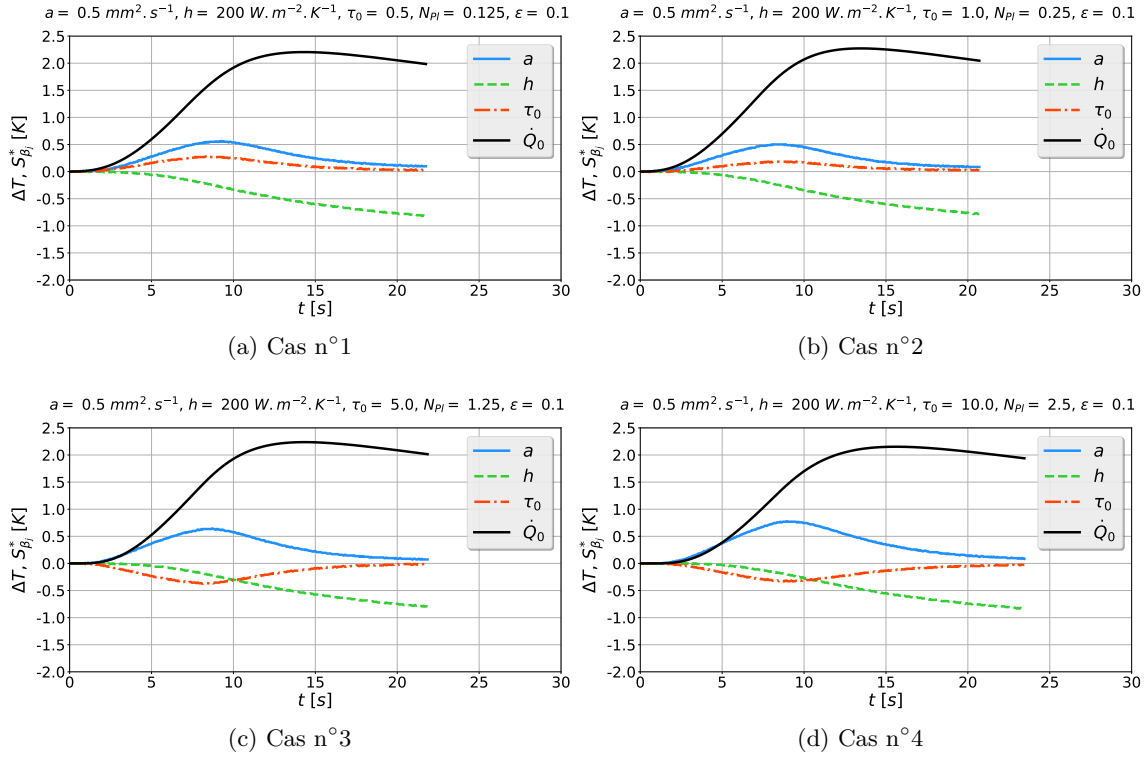 a = 0.5 mm².s⁻¹, h = 200 W.m⁻².K⁻¹, τ₀ = 0.5, N_Pl = 0.125, ε = 0.1
2.5
2.0
1.5
1.0
0.5
0.0
-0.5
-1.0
-1.5
-2.0
ΔT, S*_βj [K]
a
h
τ₀
Q̇₀
0 5 10 15 20 25 30
t [s]
(a) Cas n°1
a = 0.5 mm².s⁻¹, h = 200 W.m⁻².K⁻¹, τ₀ = 1.0, N_Pl = 0.25, ε = 0.1
2.5
2.0
1.5
1.0
0.5
0.0
-0.5
-1.0
-1.5
-2.0
ΔT, S*_βj [K]
a
h
τ₀
Q̇₀
0 5 10 15 20 25 30
t [s]
(b) Cas n°2
a = 0.5 mm².s⁻¹, h = 200 W.m⁻².K⁻¹, τ₀ = 5.0, N_Pl = 1.25, ε = 0.1
2.5
2.0
1.5
1.0
0.5
0.0
-0.5
-1.0
-1.5
-2.0
ΔT, S*_βj [K]
a
h
τ₀
Q̇₀
0 5 10 15 20 25 30
t [s]
(c) Cas n°3
a = 0.5 mm².s⁻¹, h = 200 W.m⁻².K⁻¹, τ₀ = 10.0, N_Pl = 2.5, ε = 0.1
2.5
2.0
1.5
1.0
0.5
0.0
-0.5
-1.0
-1.5
-2.0
ΔT, S*_βj [K]
a
h
τ₀
Q̇₀
0 5 10 15 20 25 30
t [s]
(d) Cas n°4